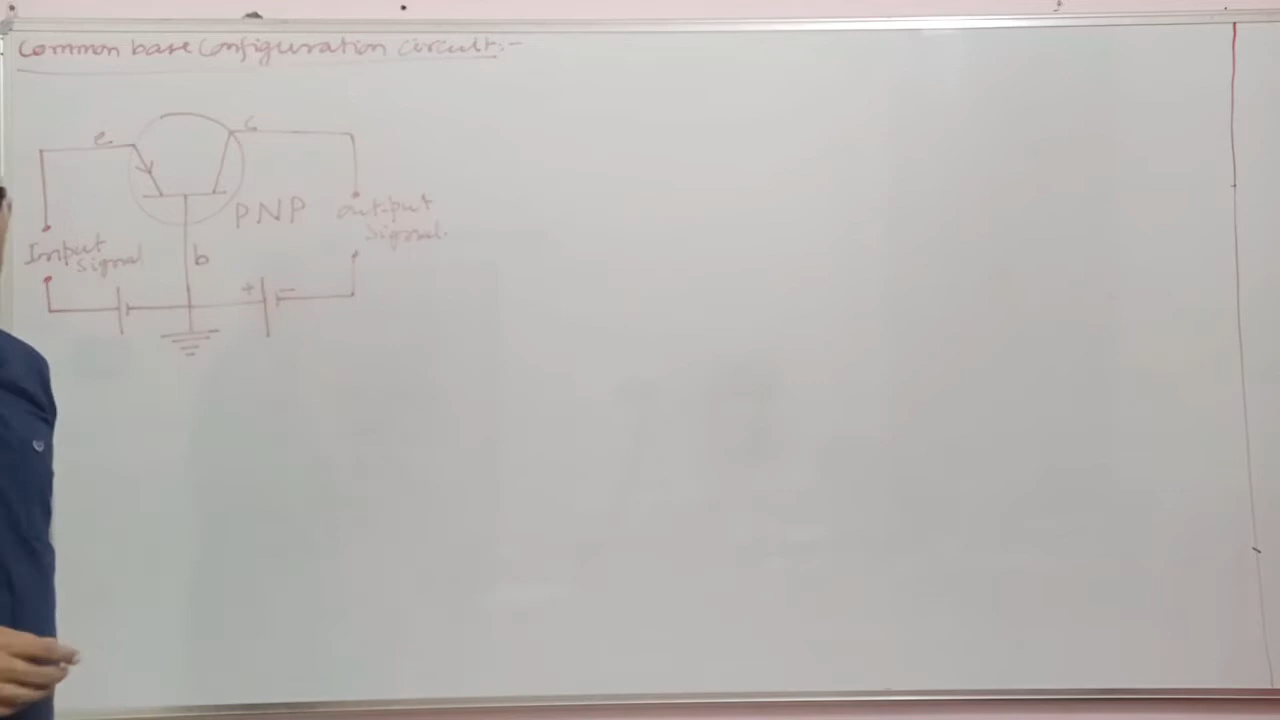 Common base Configuration circuit:-
e
c
PNP
output
signal.
Input
signal
b
+
-